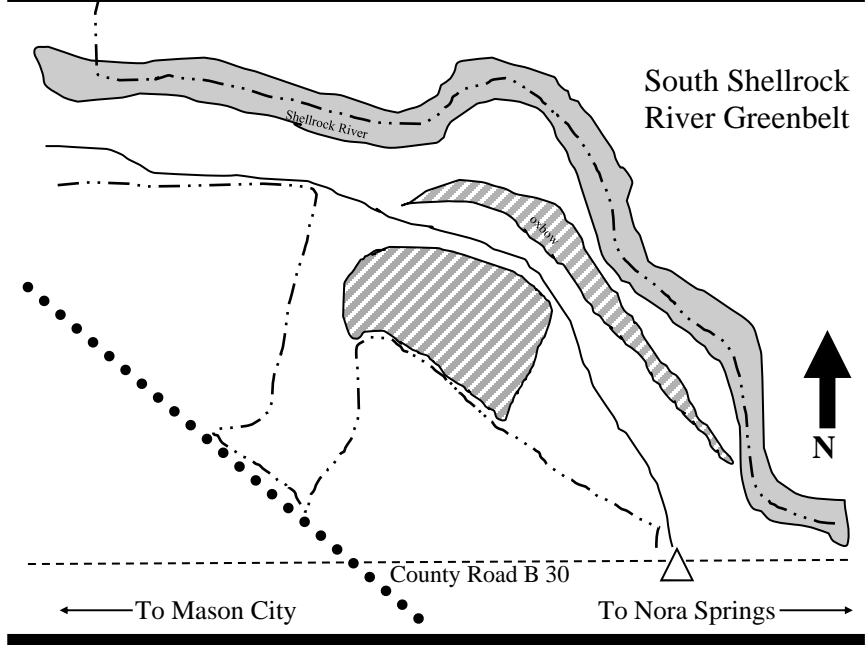 South Shellrock
River Greenbelt
Shellrock River
oxbow
N
County Road B 30
To Mason City
To Nora Springs